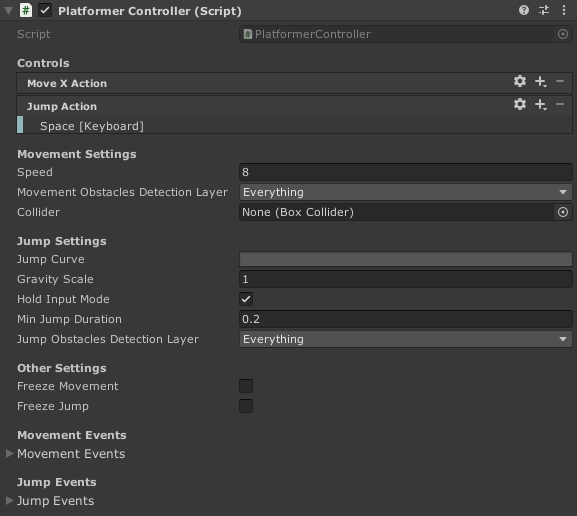 Platformer Controller (Script)
Script PlatformerController
Controls
Move X Action
Jump Action
Space [Keyboard]
Movement Settings
Speed 8
Movement Obstacles Detection Layer Everything
Collider None (Box Collider)
Jump Settings
Jump Curve
Gravity Scale 1
Hold Input Mode
Min Jump Duration 0.2
Jump Obstacles Detection Layer Everything
Other Settings
Freeze Movement
Freeze Jump
Movement Events
Movement Events
Jump Events
Jump Events